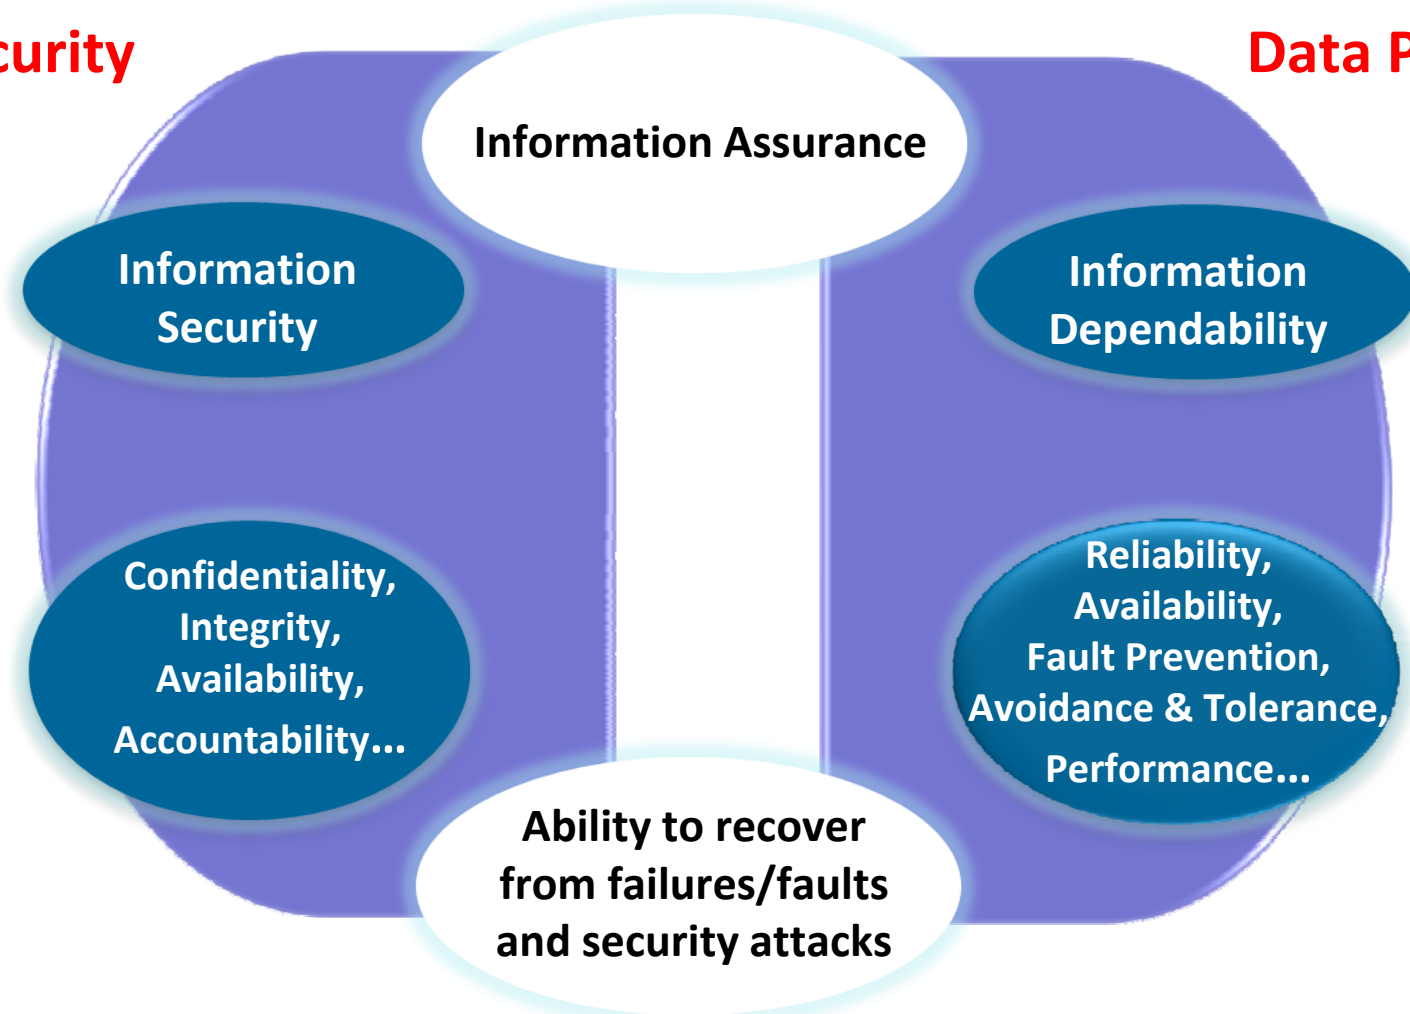 curity
Data P
Information Assurance
Information
Security
Information
Dependability
Confidentiality,
Integrity,
Availability,
Accountability...
Reliability,
Availability,
Fault Prevention,
Avoidance & Tolerance,
Performance...
Ability to recover
from failures/faults
and security attacks